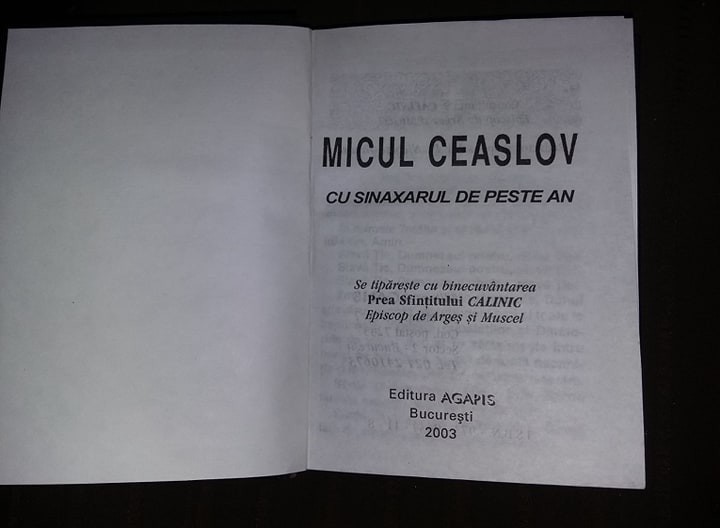 MICUL CEASLOV
CU SINAXARUL DE PESTE AN
Se tipărește cu binecuvântarea
Prea Sfințitului CALINIC
Episcop de Argeș și Muscel
Editura AGAPIS
București
2003